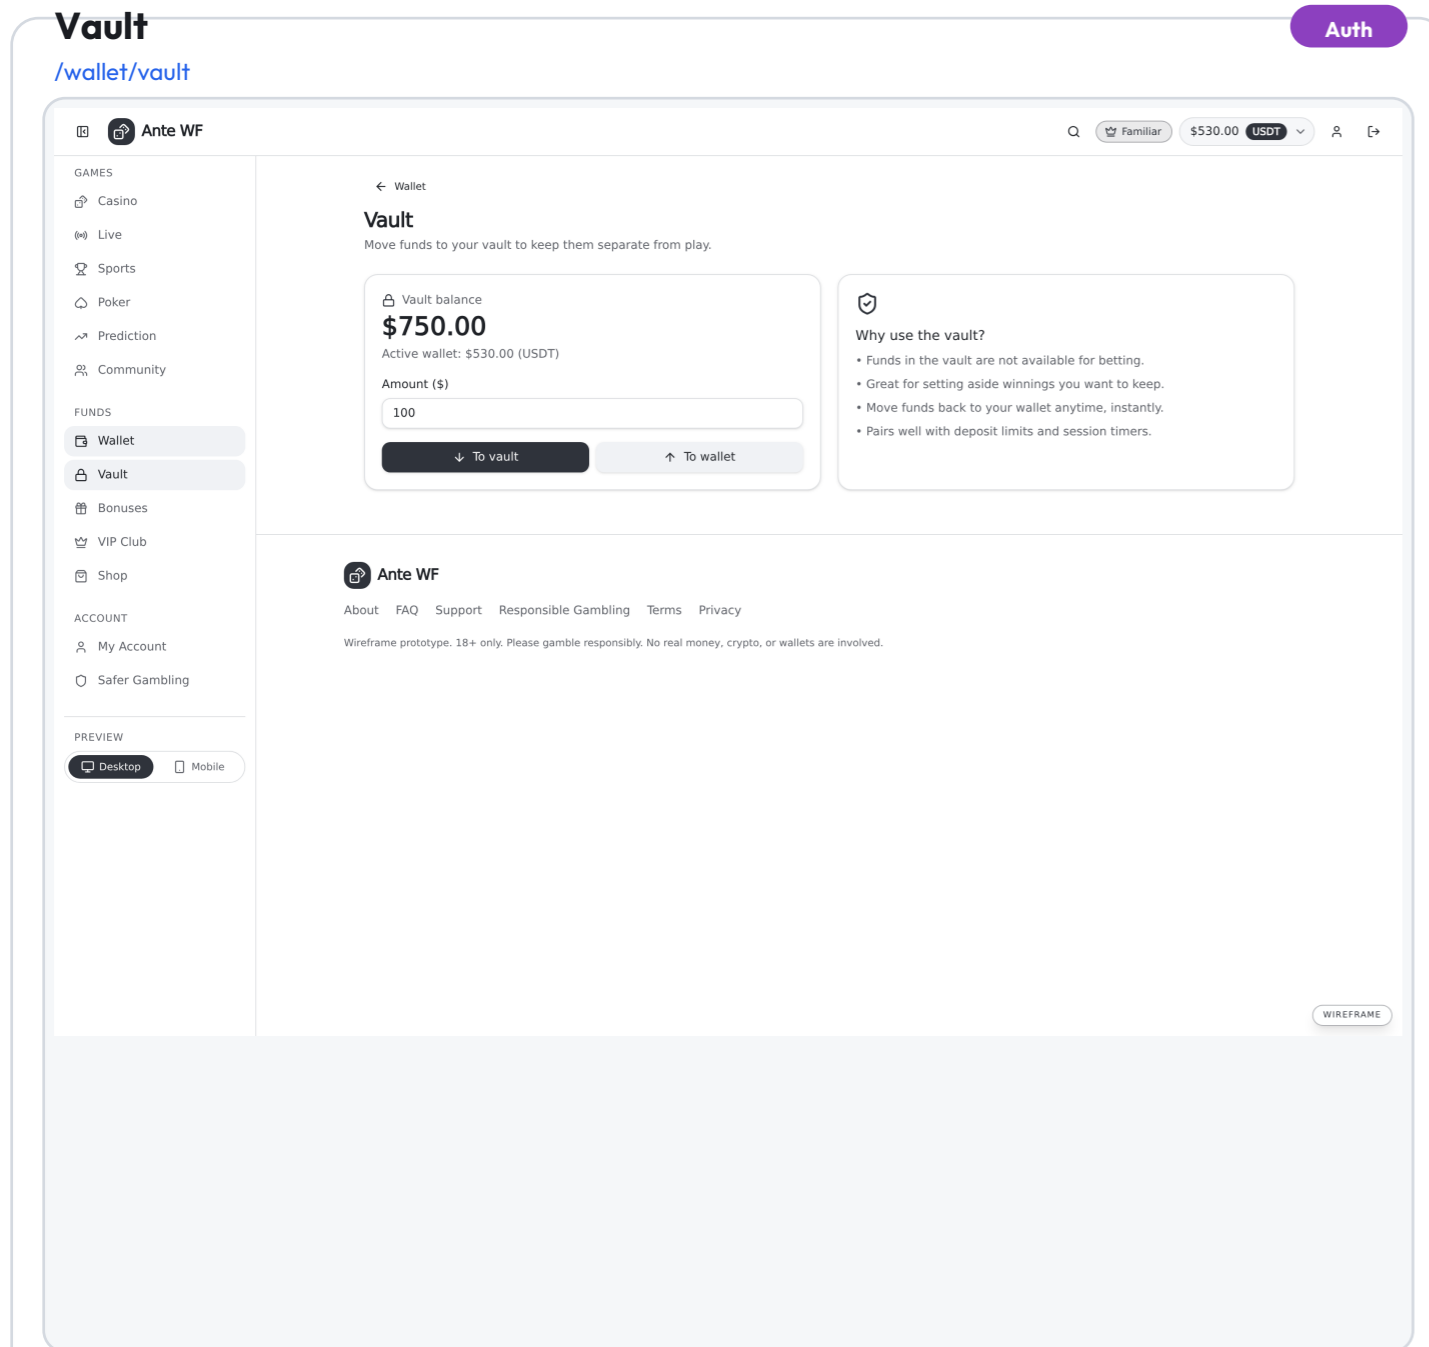 Vault
Auth
/wallet/vault
Ante WF
Familiar
$530.00 USDT
GAMES
Casino
Live
Sports
Poker
Prediction
Community
FUNDS
Wallet
Vault
Bonuses
VIP Club
Shop
ACCOUNT
My Account
Safer Gambling
PREVIEW
Desktop
Mobile
Wallet
Vault
Move funds to your vault to keep them separate from play.
Vault balance
$750.00
Active wallet: $530.00 (USDT)
Amount ($)
100
To vault
To wallet
Why use the vault?
• Funds in the vault are not available for betting.
• Great for setting aside winnings you want to keep.
• Move funds back to your wallet anytime, instantly.
• Pairs well with deposit limits and session timers.
Ante WF
About FAQ Support Responsible Gambling Terms Privacy
Wireframe prototype. 18+ only. Please gamble responsibly. No real money, crypto, or wallets are involved.
WIREFRAME